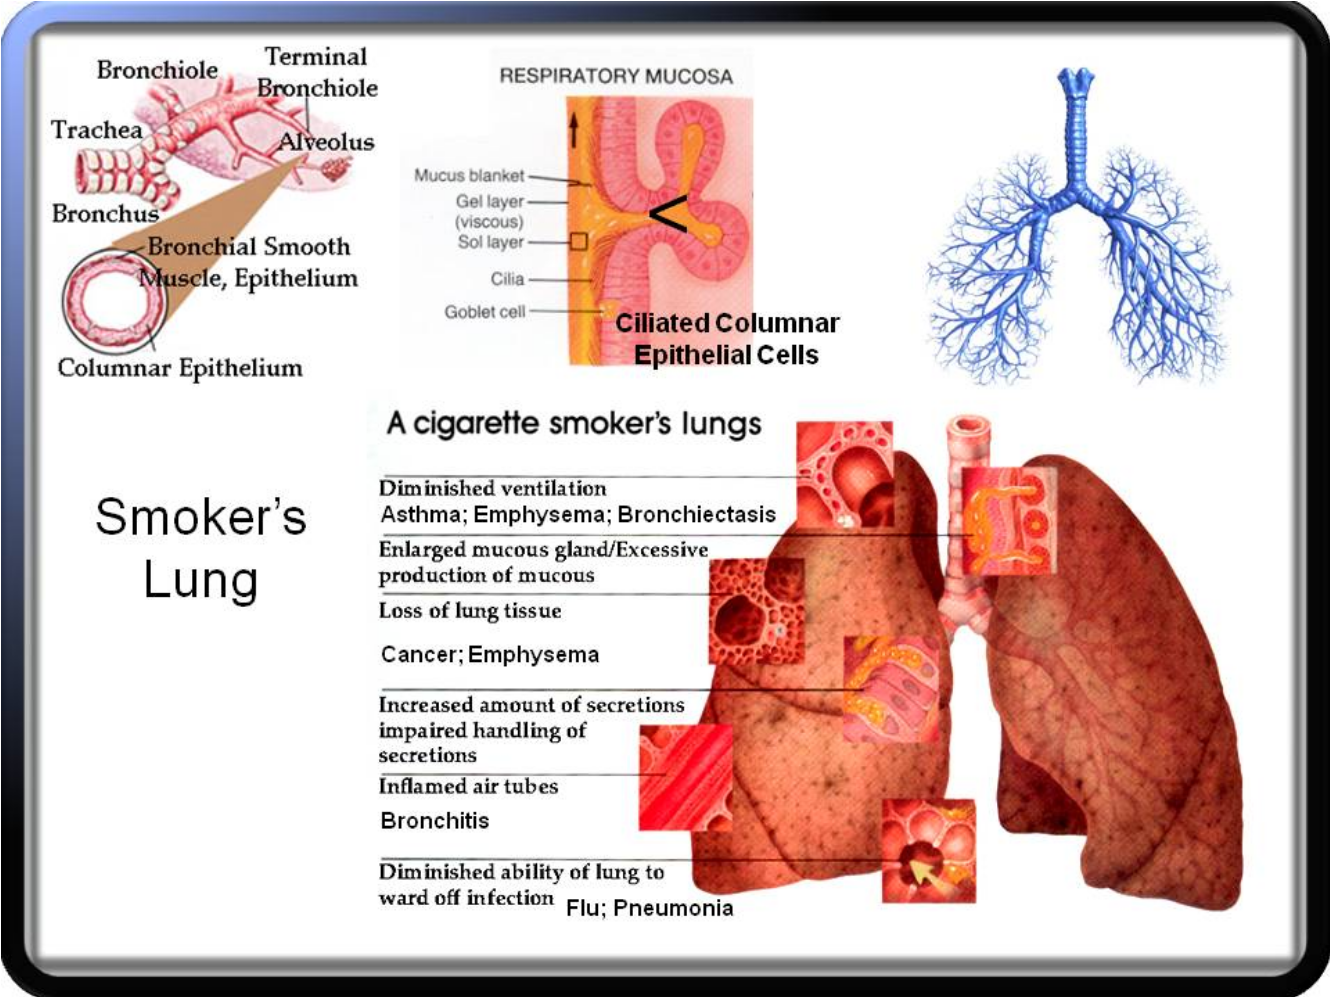 Bronchiole
Terminal
Bronchiole
Trachea
Alveolus
Bronchus
Bronchial Smooth
Muscle, Epithelium
Columnar Epithelium
RESPIRATORY MUCOSA
Mucus blanket
Gel layer
(viscous)
Sol layer
Cilia
Goblet cell
<
Ciliated Columnar
Epithelial Cells
Smoker's
Lung
A cigarette smoker's lungs
Diminished ventilation
Asthma; Emphysema; Bronchiectasis
Enlarged mucous gland/Excessive
production of mucous
Loss of lung tissue
Cancer; Emphysema
Increased amount of secretions
impaired handling of
secretions
Inflamed air tubes
Bronchitis
Diminished ability of lung to
ward off infection
Flu; Pneumonia